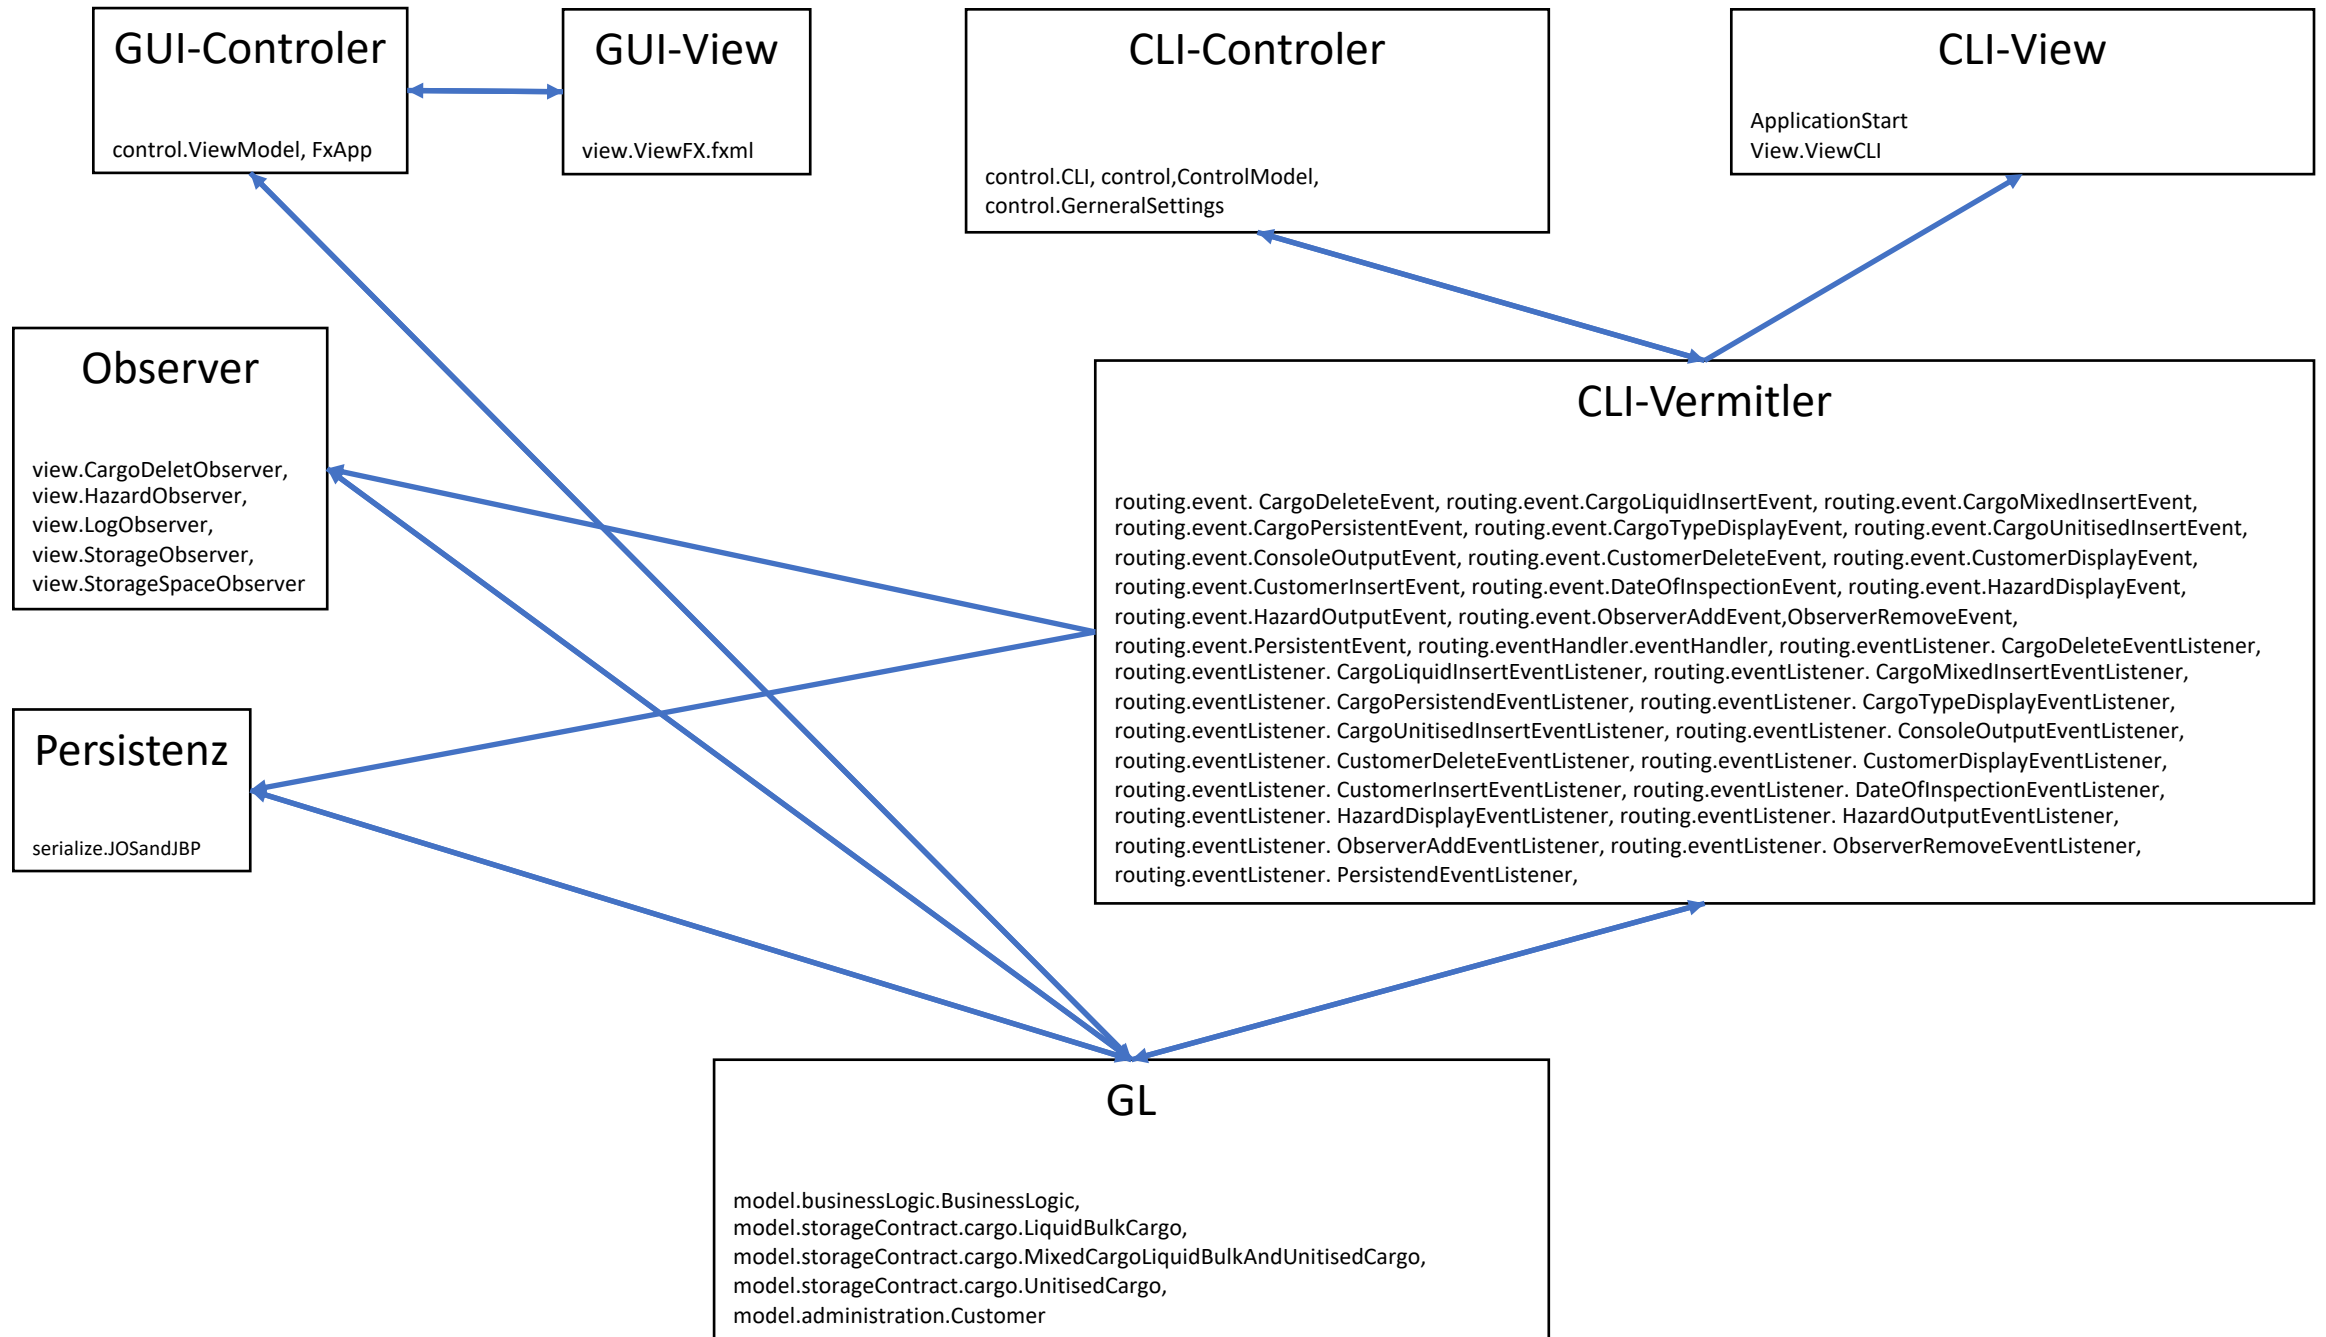 GUI-Controler
control.ViewModel, FxApp
GUI-View
view.ViewFX.fxml
CLI-Controler
control.CLI, control,ControlModel,
control.GerneralSettings
CLI-View
ApplicationStart
View.ViewCLI
Observer
view.CargoDeletObserver,
view.HazardObserver,
view.LogObserver,
view.StorageObserver,
view.StorageSpaceObserver
CLI-Vermitler
routing.event. CargoDeleteEvent, routing.event.CargoLiquidInsertEvent, routing.event.CargoMixedInsertEvent,
routing.event.CargoPersistentEvent, routing.event.CargoTypeDisplayEvent, routing.event.CargoUnitisedInsertEvent,
routing.event.ConsoleOutputEvent, routing.event.CustomerDeleteEvent, routing.event.CustomerDisplayEvent,
routing.event.CustomerInsertEvent, routing.event.DateOfInspectionEvent, routing.event.HazardDisplayEvent,
routing.event.HazardOutputEvent, routing.event.ObserverAddEvent,ObserverRemoveEvent,
routing.event.PersistentEvent, routing.eventHandler.eventHandler, routing.eventListener. CargoDeleteEventListener,
routing.eventListener. CargoLiquidInsertEventListener, routing.eventListener. CargoMixedInsertEventListener,
routing.eventListener. CargoPersistendEventListener, routing.eventListener. CargoTypeDisplayEventListener,
routing.eventListener. CargoUnitisedInsertEventListener, routing.eventListener. ConsoleOutputEventListener,
routing.eventListener. CustomerDeleteEventListener, routing.eventListener. CustomerDisplayEventListener,
routing.eventListener. CustomerInsertEventListener, routing.eventListener. DateOfInspectionEventListener,
routing.eventListener. HazardDisplayEventListener, routing.eventListener. HazardOutputEventListener,
routing.eventListener. ObserverAddEventListener, routing.eventListener. ObserverRemoveEventListener,
routing.eventListener. PersistendEventListener,
Persistenz
serialize.JOSandJBP
GL
model.businessLogic.BusinessLogic,
model.storageContract.cargo.LiquidBulkCargo,
model.storageContract.cargo.MixedCargoLiquidBulkAndUnitisedCargo,
model.storageContract.cargo.UnitisedCargo,
model.administration.Customer